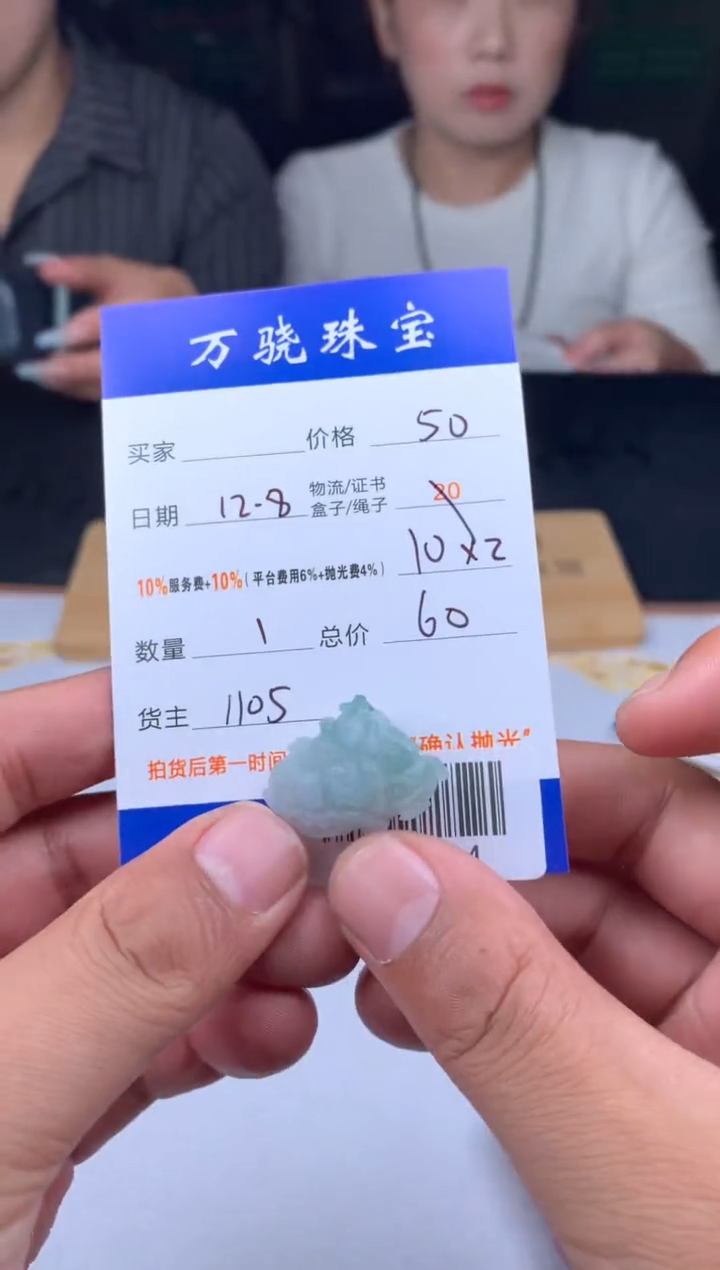 万骁珠宝
买家 价格 50
日期 12-8 物流/证书 盒子/绳子 20
10%服务费+10%(平台费用6%+抛光费4%) 10×2
数量 1 总价 60
货主 1105
拍货后第一时间 确认抛光"